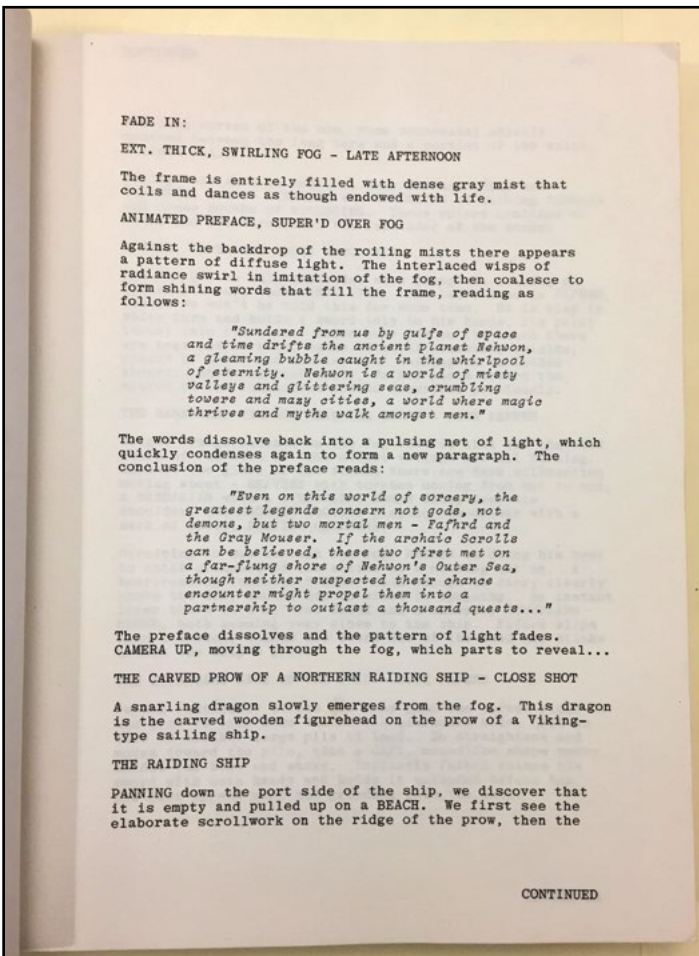 FADE IN:
EXT. THICK, SWIRLING FOG - LATE AFTERNOON
The frame is entirely filled with dense gray mist that
coils and dances as though endowed with life.
ANIMATED PREFACE, SUPER'D OVER FOG
Against the backdrop of the roiling mists there appears
a pattern of diffuse light. The interlaced wisps of
radiance swirl in imitation of the fog, then coalesce to
form shining words that fill the frame, reading as
follows:
"Sundered from us by gulfs of space
and time drifts the ancient planet Nehwon,
a gleaming bubble caught in the whirlpool
of eternity. Nehwon is a world of misty
valleys and glittering seas, crumbling
towers and mazy cities, a world where magic
thrives and myths walk amongst men."
The words dissolve back into a pulsing net of light, which
quickly condenses again to form a new paragraph. The
conclusion of the preface reads:
"Even on this world of sorcery, the
greatest legends concern not gods, not
demons, but two mortal men - Fafhrd and
the Gray Mouser. If the archaic Scrolls
can be believed, these two first met on
a far-flung shore of Nehwon's Outer Sea,
though neither suspected their chance
encounter might propel them into a
partnership to outlast a thousand quests..."
The preface dissolves and the pattern of light fades.
CAMERA UP, moving through the fog, which parts to reveal...
THE CARVED PROW OF A NORTHERN RAIDING SHIP - CLOSE SHOT
A snarling dragon slowly emerges from the fog. This dragon
is the carved wooden figurehead on the prow of a Viking-
type sailing ship.
THE RAIDING SHIP
PANNING down the port side of the ship, we discover that
it is empty and pulled up on a BEACH. We first see the
elaborate scrollwork on the ridge of the prow, then the
CONTINUED